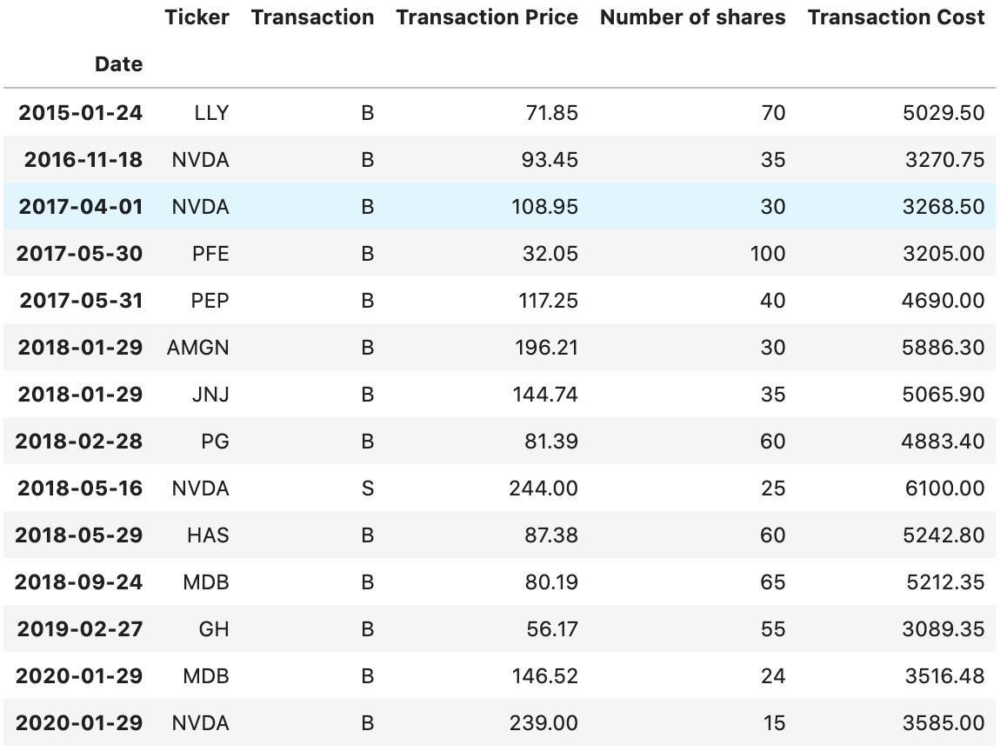 Ticker Transaction Transaction Price Number of shares Transaction Cost
Date
2015-01-24 LLY B 71.85 70 5029.50
2016-11-18 NVDA B 93.45 35 3270.75
2017-04-01 NVDA B 108.95 30 3268.50
2017-05-30 PFE B 32.05 100 3205.00
2017-05-31 PEP B 117.25 40 4690.00
2018-01-29 AMGN B 196.21 30 5886.30
2018-01-29 JNJ B 144.74 35 5065.90
2018-02-28 PG B 81.39 60 4883.40
2018-05-16 NVDA S 244.00 25 6100.00
2018-05-29 HAS B 87.38 60 5242.80
2018-09-24 MDB B 80.19 65 5212.35
2019-02-27 GH B 56.17 55 3089.35
2020-01-29 MDB B 146.52 24 3516.48
2020-01-29 NVDA B 239.00 15 3585.00